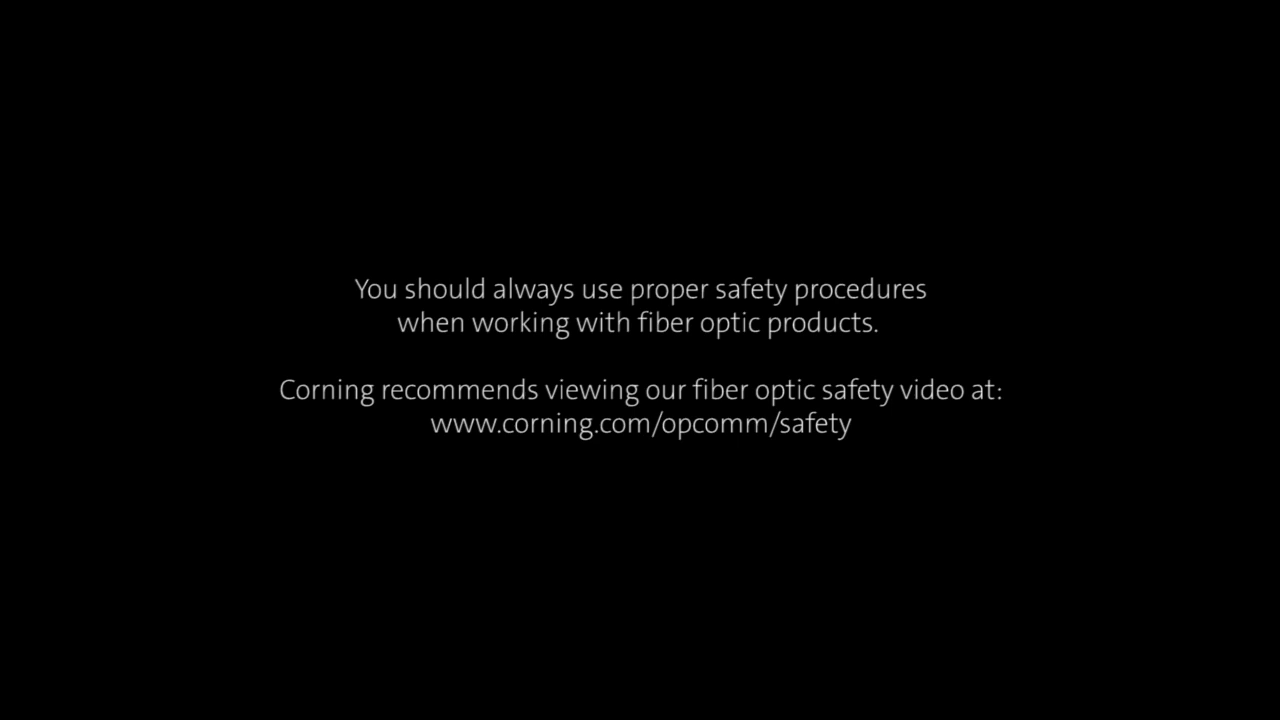 You should always use proper safety procedures
when working with fiber optic products.
Corning recommends viewing our fiber optic safety video at:
www.corning.com/opcomm/safety